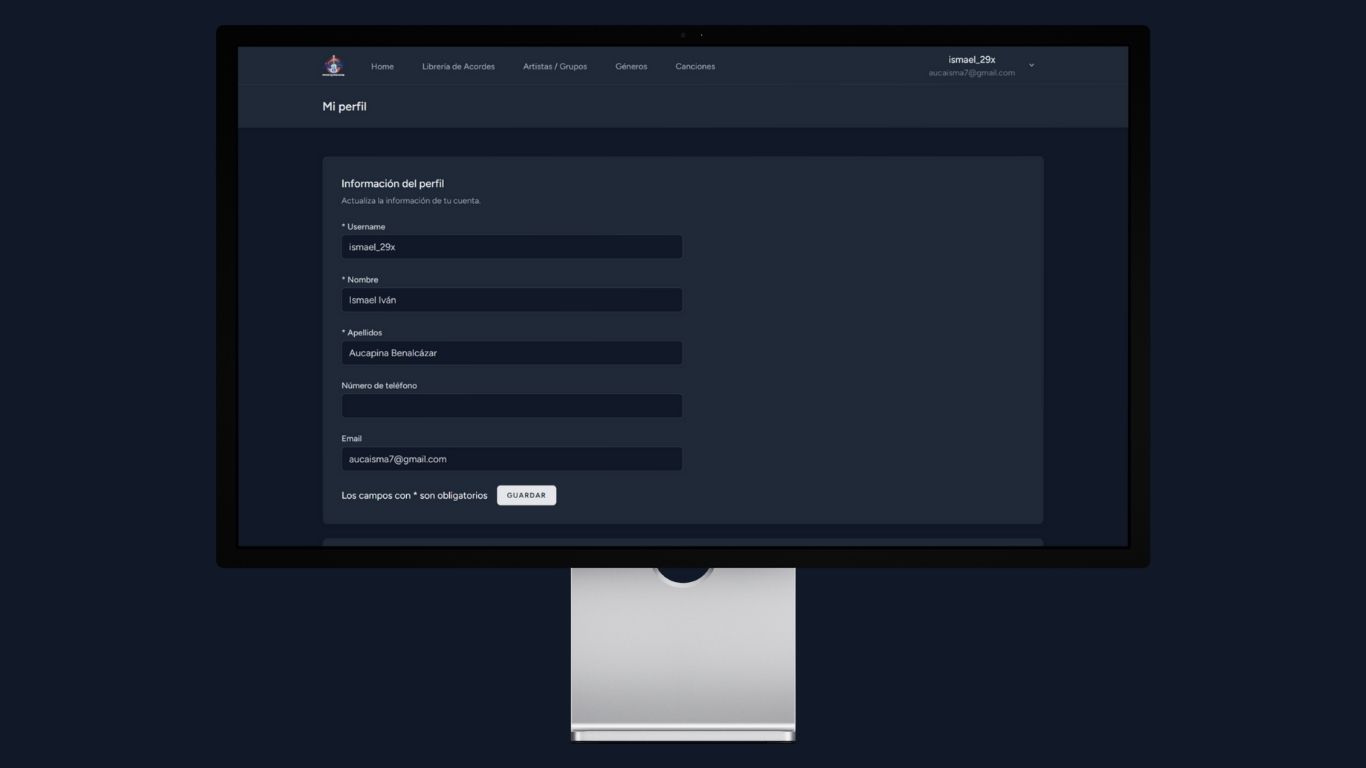 Home Librería de Acordes Artistas / Grupos Géneros Canciones ismael_29x
aucaisma7@gmail.com
Mi perfil
Información del perfil
Actualiza la información de tu cuenta.
* Username
ismael_29x
* Nombre
Ismael Iván
* Apellidos
Aucapina Benalcázar
Número de teléfono
Email
aucaisma7@gmail.com
Los campos con * son obligatorios GUARDAR